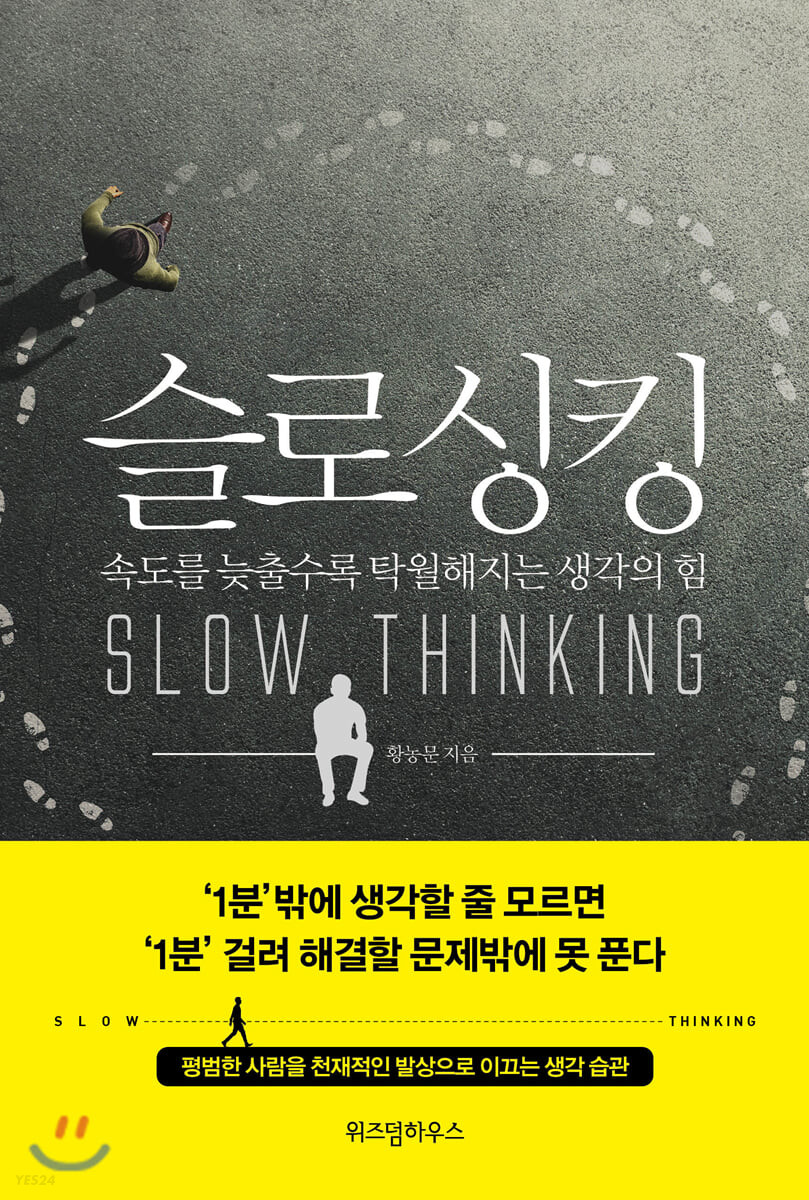 슬로싱킹
속도를 늦출수록 탁월해지는 생각의 힘
SLOW THINKING
황농문 지음
‘1분’밖에 생각할 줄 모르면
‘1분’ 걸려 해결할 문제밖에 못 푼다
SLOW THINKING
평범한 사람을 천재적인 발상으로 이끄는 생각 습관
위즈덤하우스
YES24